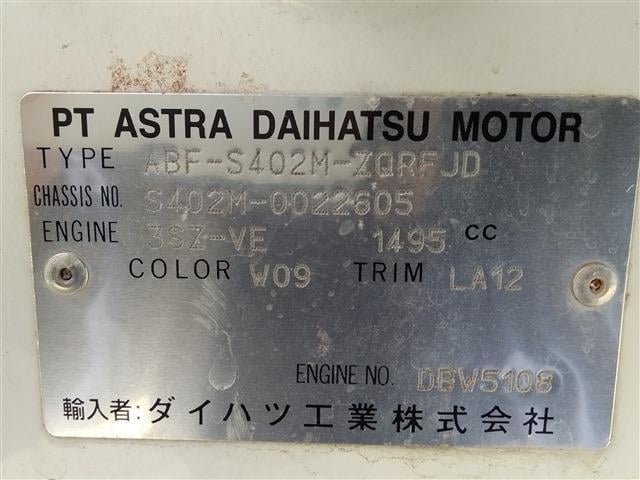 PT ASTRA DAIHATSU MOTOR
TYPE ABF-S402M-ZQRFJD
CHASSIS NO. S402M-0022605
ENGINE 3SZ-VE 1495 CC
COLOR W09 TRIM LA12
ENGINE NO. DBW5108
輸入者:ダイハツ工業株式会社